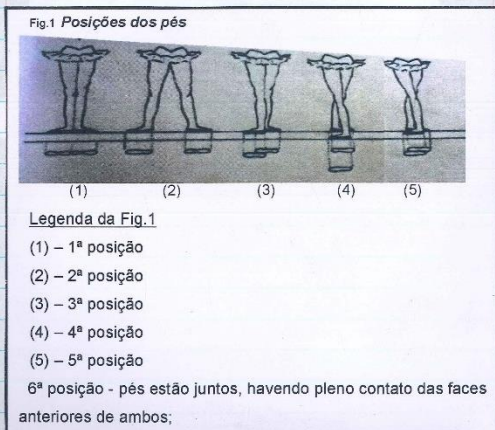 Fig.1 Posições dos pés
(1) (2) (3) (4) (5)
Legenda da Fig.1
(1) – 1ª posição
(2) – 2ª posição
(3) – 3ª posição
(4) – 4ª posição
(5) – 5ª posição
6ª posição - pés estão juntos, havendo pleno contato das faces
anteriores de ambos;